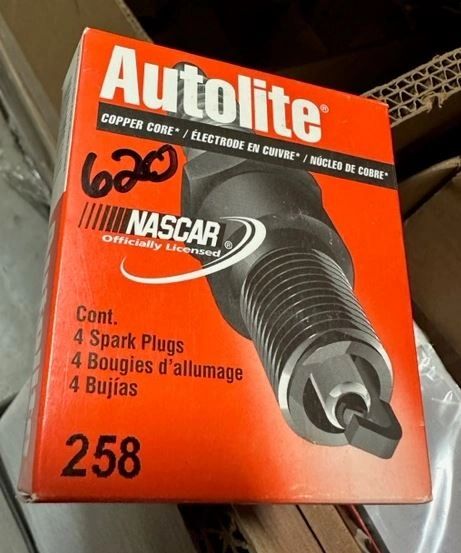 Autolite®
COPPER CORE* / ÉLECTRODE EN CUIVRE* / NÚCLEO DE COBRE*
620
NASCAR®
Officially Licensed
Cont.
4 Spark Plugs
4 Bougies d'allumage
4 Bujías
258